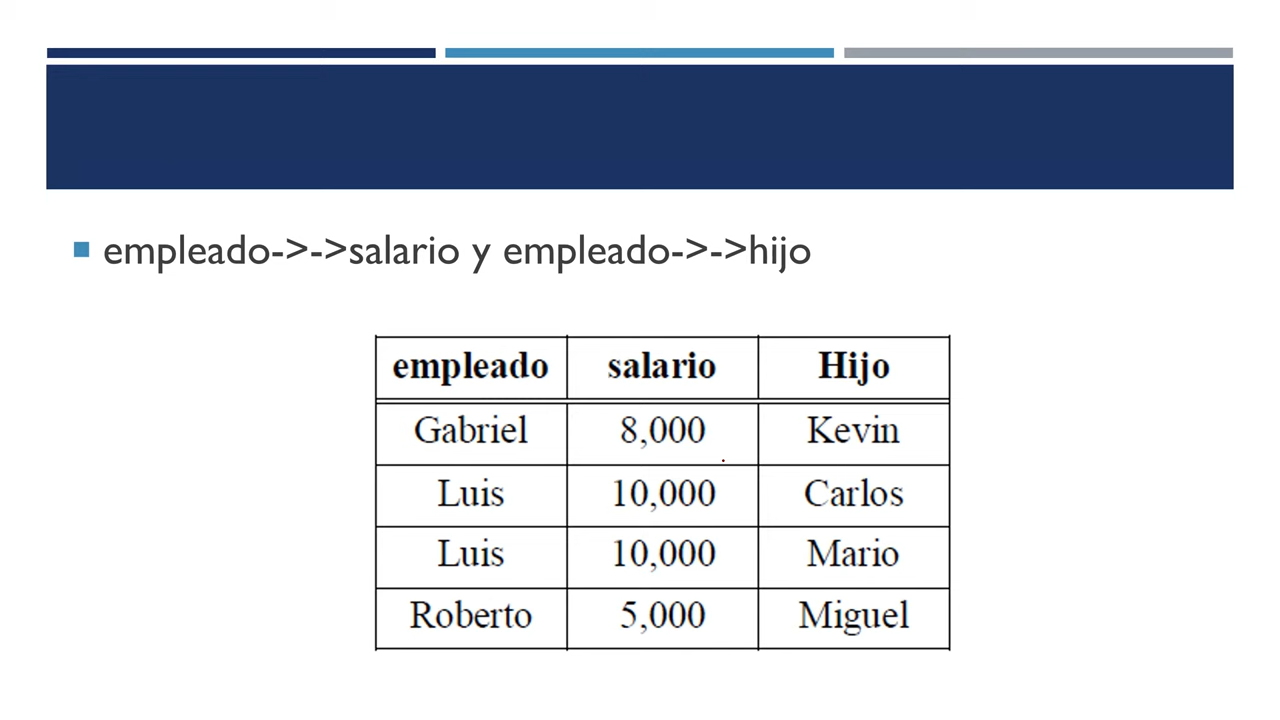 empleado->->salario y empleado->->hijo
empleado salario Hijo
Gabriel 8,000 Kevin
Luis 10,000 Carlos
Luis 10,000 Mario
Roberto 5,000 Miguel